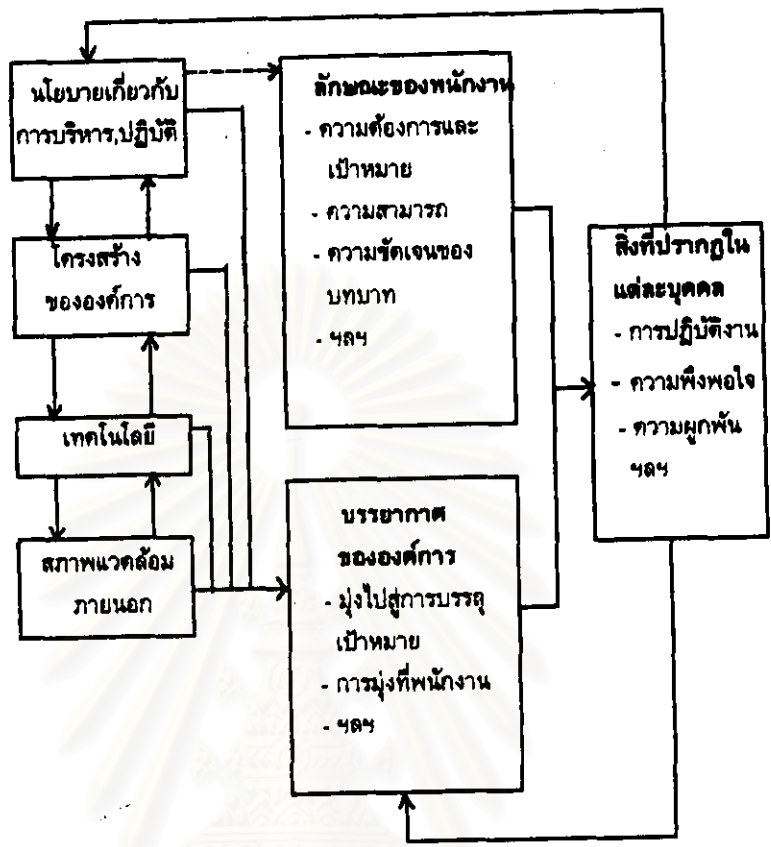 นโยบายเกี่ยวกับ
การบริหาร,ปฏิบัติ
โครงสร้าง
ขององค์การ
เทคโนโลยี
สภาพแวดล้อม
ภายนอก
ลักษณะของพนักงาน
- ความต้องการและ
เป้าหมาย
- ความสามารถ
- ความชัดเจนของ
บทบาท
- ฯลฯ
บรรยากาศ
ขององค์การ
- มุ่งไปสู่การบรรลุ
เป้าหมาย
- การมุ่งที่พนักงาน
- ฯลฯ
สิ่งที่ปรากฏใน
แต่ละบุคคล
- การปฏิบัติงาน
- ความพึงพอใจ
- ความผูกพัน
ฯลฯ